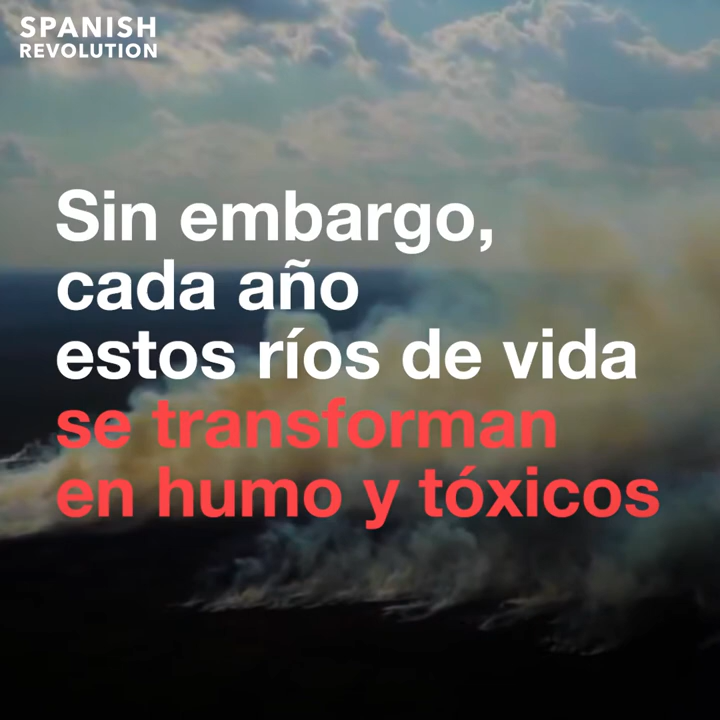 SPANISH
REVOLUTION
Sin embargo,
cada año
estos ríos de vida
se transforman
en humo y tóxicos